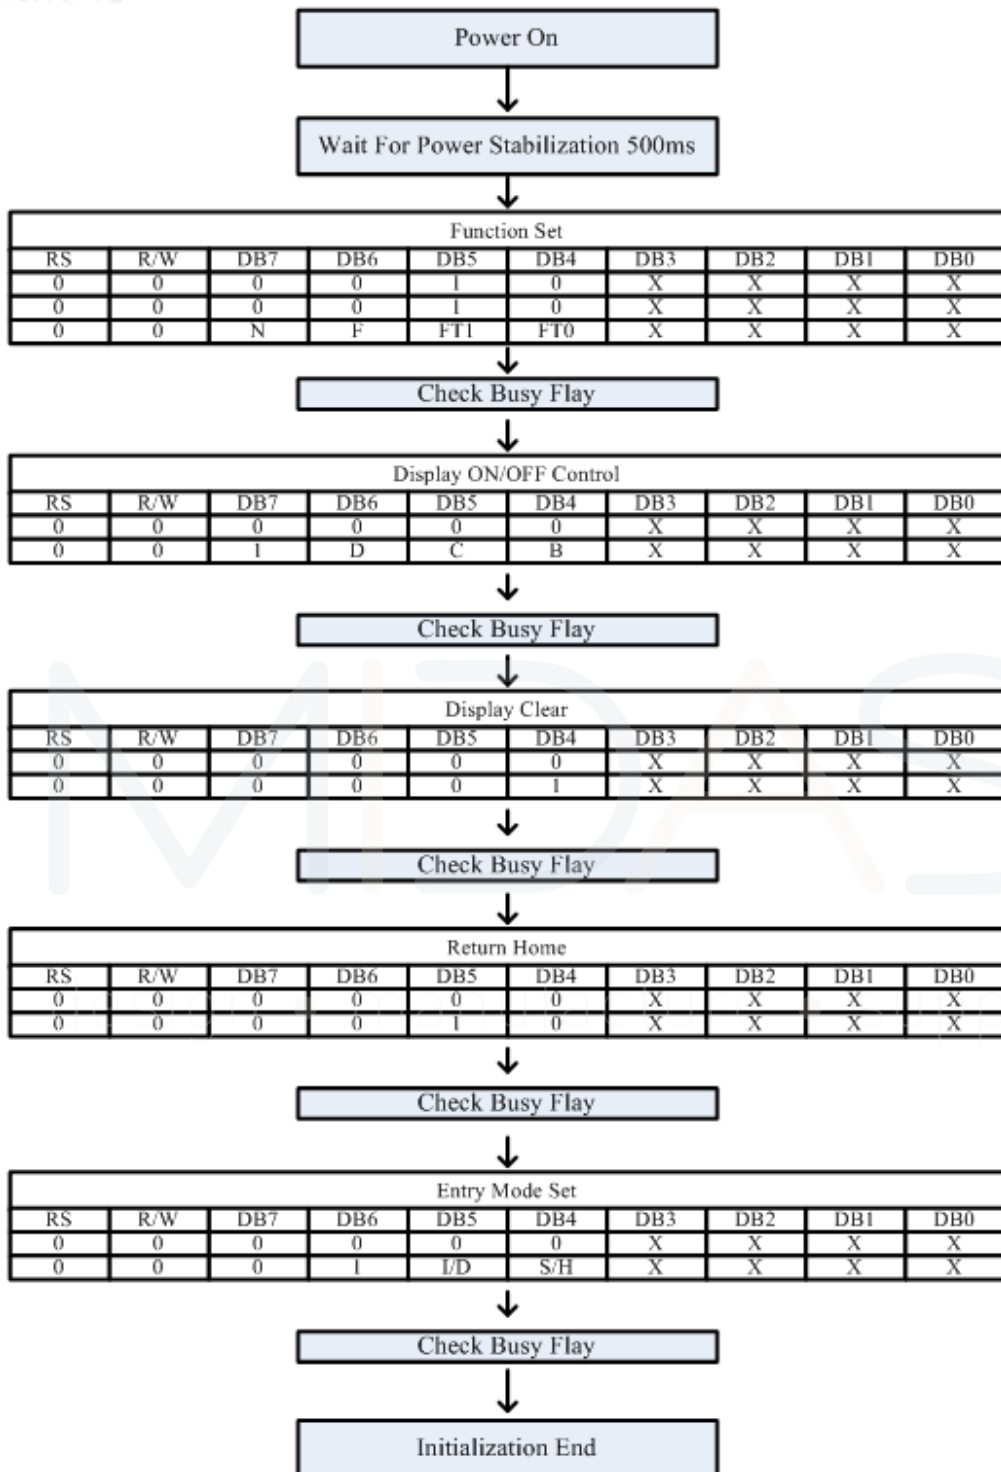 Power On
Wait For Power Stabilization 500ms
Function Set
RS R/W DB7 DB6 DB5 DB4 DB3 DB2 DB1 DB0
0 0 0 0 1 0 X X X X
0 0 0 0 1 0 X X X X
0 0 N F FT1 FT0 X X X X
Check Busy Flay
Display ON/OFF Control
RS R/W DB7 DB6 DB5 DB4 DB3 DB2 DB1 DB0
0 0 0 0 0 0 X X X X
0 0 1 D C B X X X X
Check Busy Flay
Display Clear
RS R/W DB7 DB6 DB5 DB4 DB3 DB2 DB1 DB0
0 0 0 0 0 0 X X X X
0 0 0 0 0 1 X X X X
Check Busy Flay
MIDAS
Return Home
RS R/W DB7 DB6 DB5 DB4 DB3 DB2 DB1 DB0
0 0 0 0 0 0 X X X X
0 0 0 0 1 0 X X X X
Check Busy Flay
Entry Mode Set
RS R/W DB7 DB6 DB5 DB4 DB3 DB2 DB1 DB0
0 0 0 0 0 0 X X X X
0 0 0 1 I/D S/H X X X X
Check Busy Flay
Initialization End